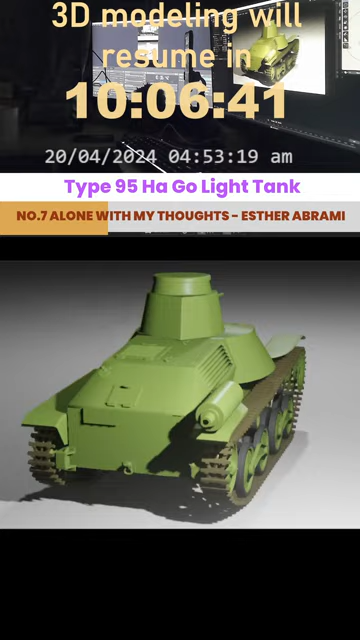 3D modeling will
resume in
10:06:41
20/04/2024 04:53:19 am
Type 95 Ha Go Light Tank
NO.7 ALONE WITH MY THOUGHTS - ESTHER ABRAMI